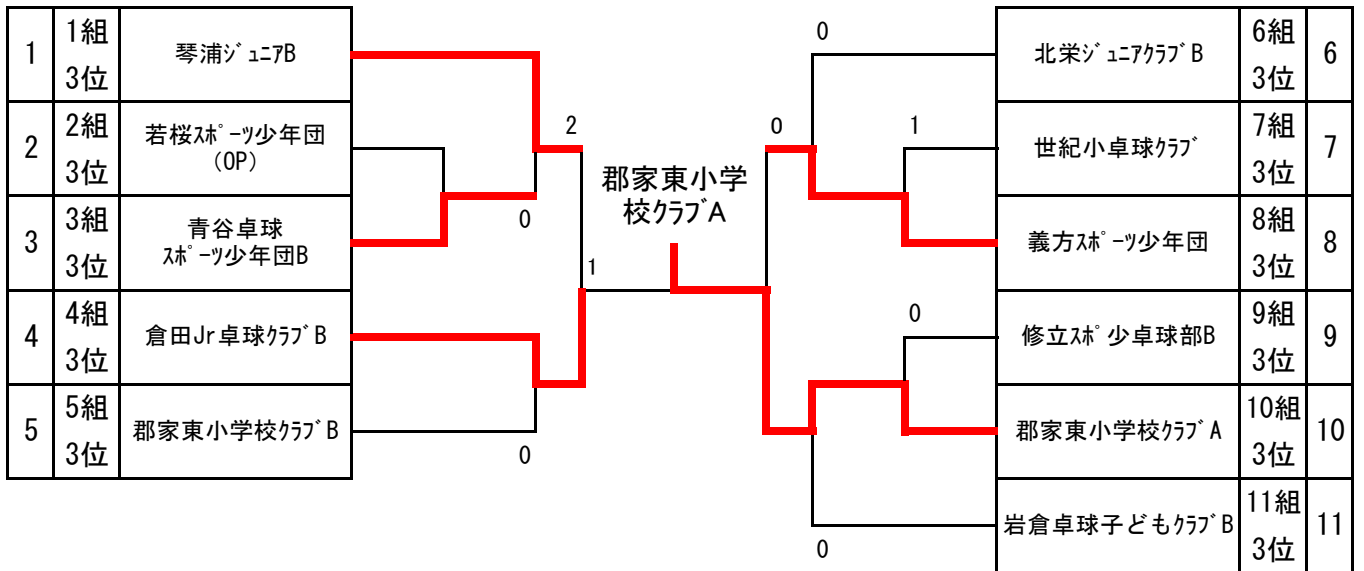 1 1組 3位 琴浦ｼﾞｭﾆｱB
2 2組 3位 若桜ｽﾎﾟｰﾂ少年団
(OP)
3 3組 3位 青谷卓球
ｽﾎﾟｰﾂ少年団B
4 4組 3位 倉田Jr卓球ｸﾗﾌﾞB
5 5組 3位 郡家東小学校ｸﾗﾌﾞB
2
0
1
0
郡家東小学
校ｸﾗﾌﾞA
0
0
1
0
0
北栄ｼﾞｭﾆｱｸﾗﾌﾞB 6組 3位 6
世紀小卓球ｸﾗﾌﾞ 7組 3位 7
義方ｽﾎﾟｰﾂ少年団 8組 3位 8
修立ｽﾎﾟ少卓球部B 9組 3位 9
郡家東小学校ｸﾗﾌﾞA 10組 3位 10
岩倉卓球子どもｸﾗﾌﾞB 11組 3位 11